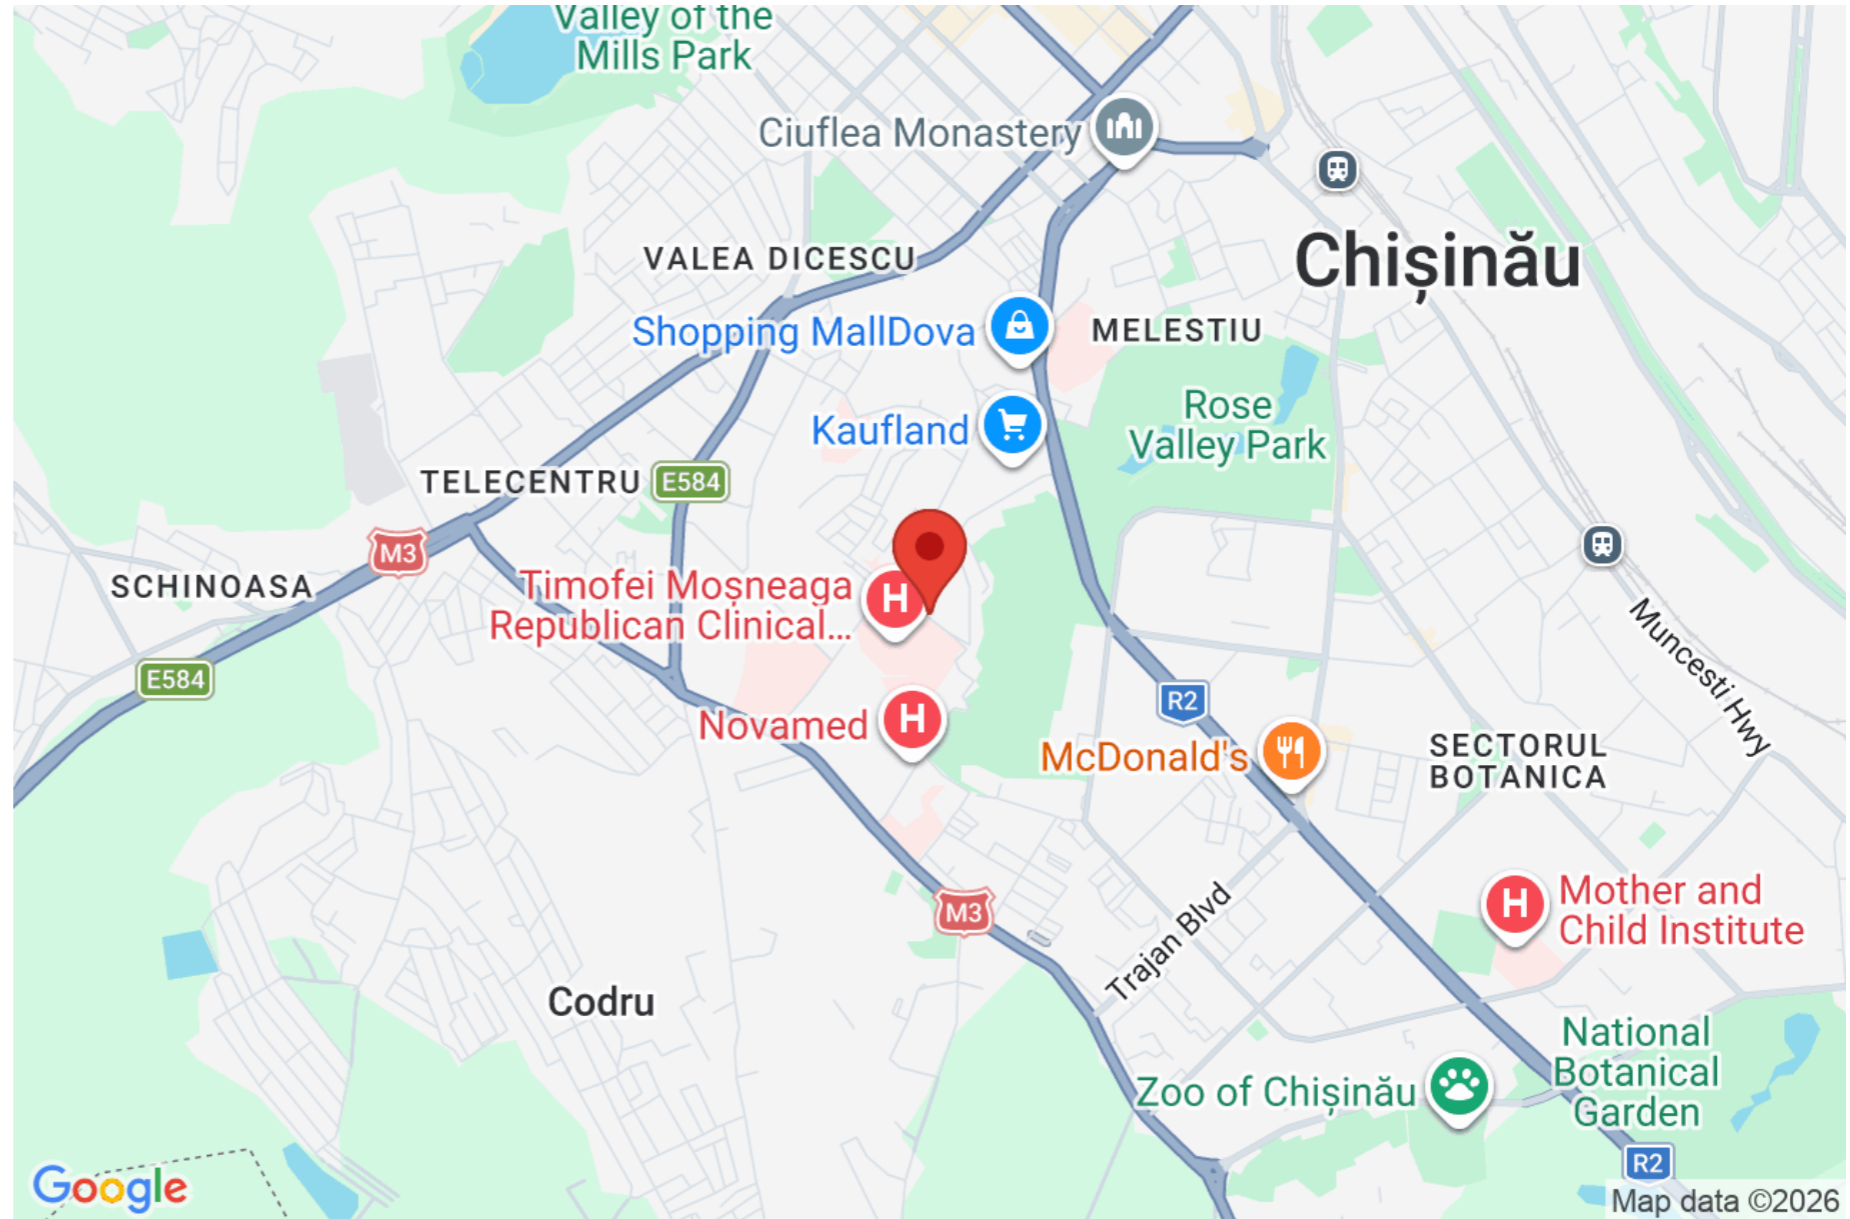 Valley of the
Mills Park
Ciuflea Monastery
Chișinău
VALEA DICESCU
Shopping MallDova
MELESTIU
Rose
Valley Park
Kaufland
TELECENTRU
E584
M3
SCHINOASA
Timofei Moșneaga
Republican Clinical...
H
Muncesti Hwy
E584
R2
Novamed
H
McDonald's
SECTORUL
BOTANICA
M3
Trajan Blvd
H
Mother and
Child Institute
Codru
National
Botanical
Garden
Zoo of Chișinău
R2
Google
Map data ©2026